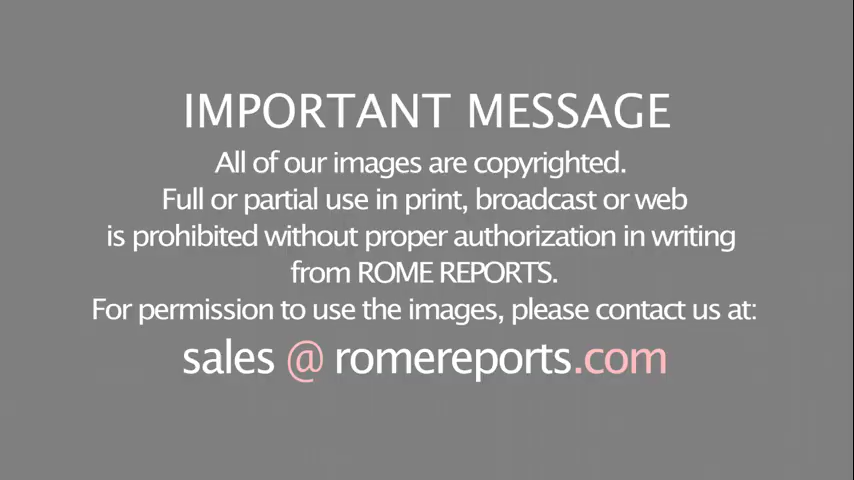 IMPORTANT MESSAGE
All of our images are copyrighted.
Full or partial use in print, broadcast or web
is prohibited without proper authorization in writing
from ROME REPORTS.
For permission to use the images, please contact us at:
sales @ romereports.com